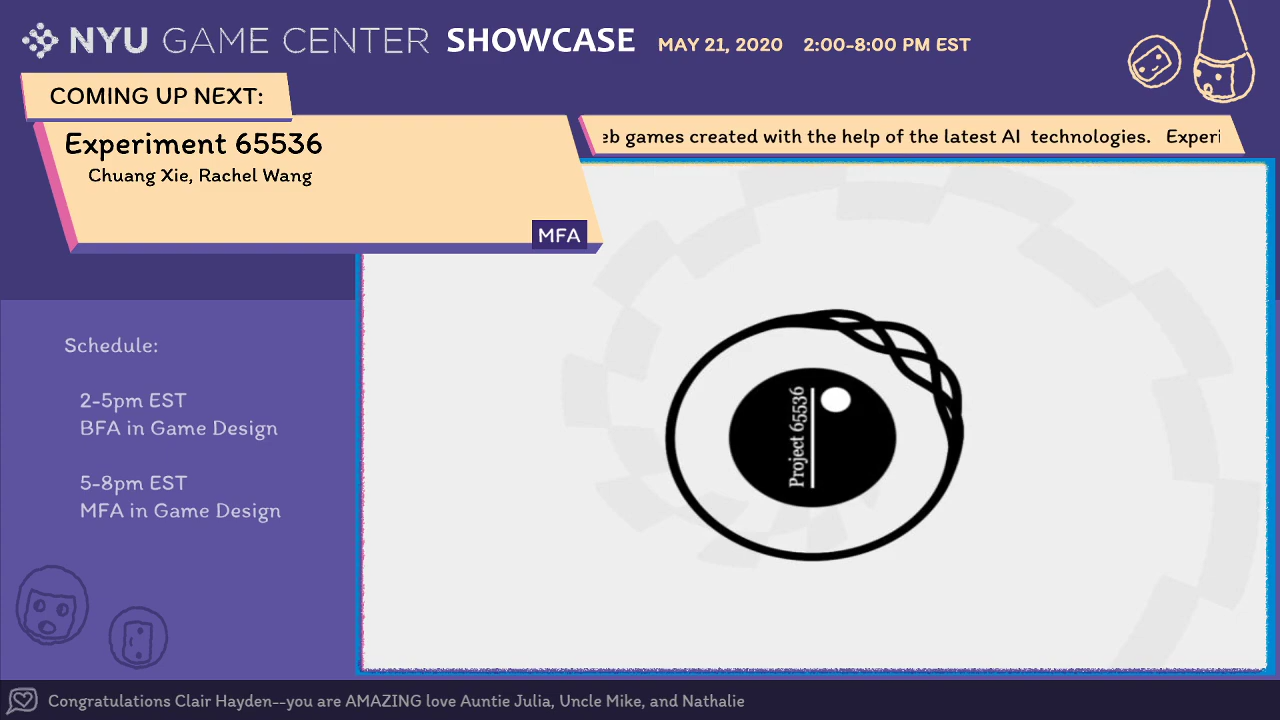 NYU GAME CENTER SHOWCASE MAY 21, 2020 2:00-8:00 PM EST
COMING UP NEXT:
Experiment 65536
Chuang Xie, Rachel Wang
MFA
games created with the help of the latest AI technologies.
Project 65536
Schedule:
2-5pm EST
BFA in Game Design
5-8pm EST
MFA in Game Design
Congratulations Clair Hayden--you are AMAZING love Auntie Julia, Uncle Mike, and Nathalie